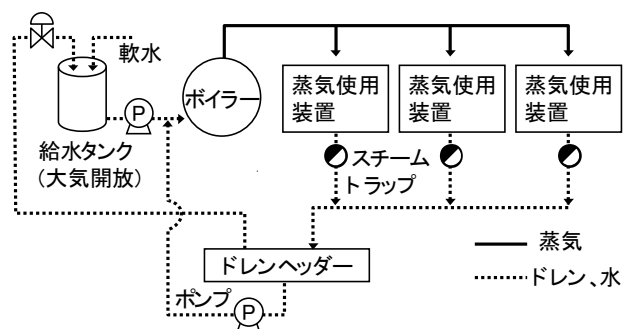 軟水
給水タンク
(大気開放)
P
ボイラー
蒸気使用
装置
蒸気使用
装置
蒸気使用
装置
スチーム
トラップ
ドレンヘッダー
ポンプ
P
蒸気
ドレン、水